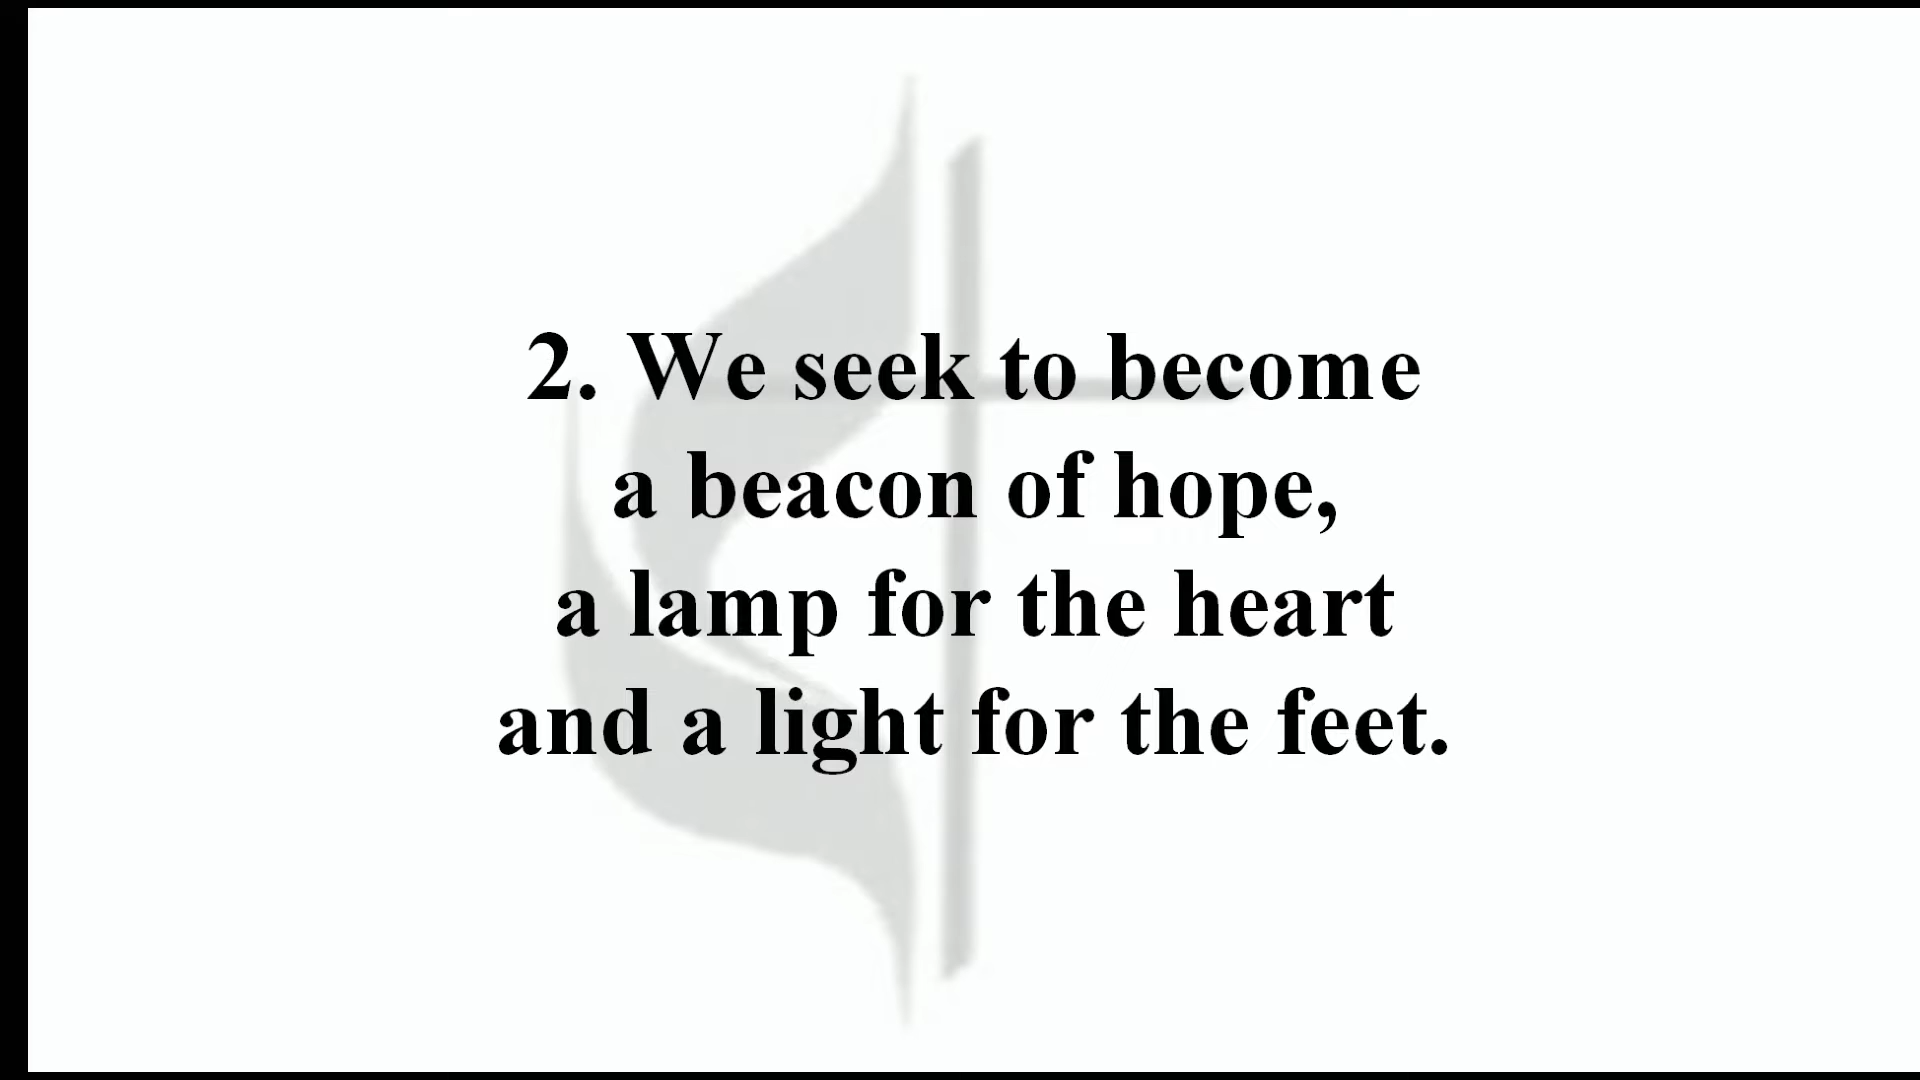 2. We seek to become
a beacon of hope,
a lamp for the heart
and a light for the feet.